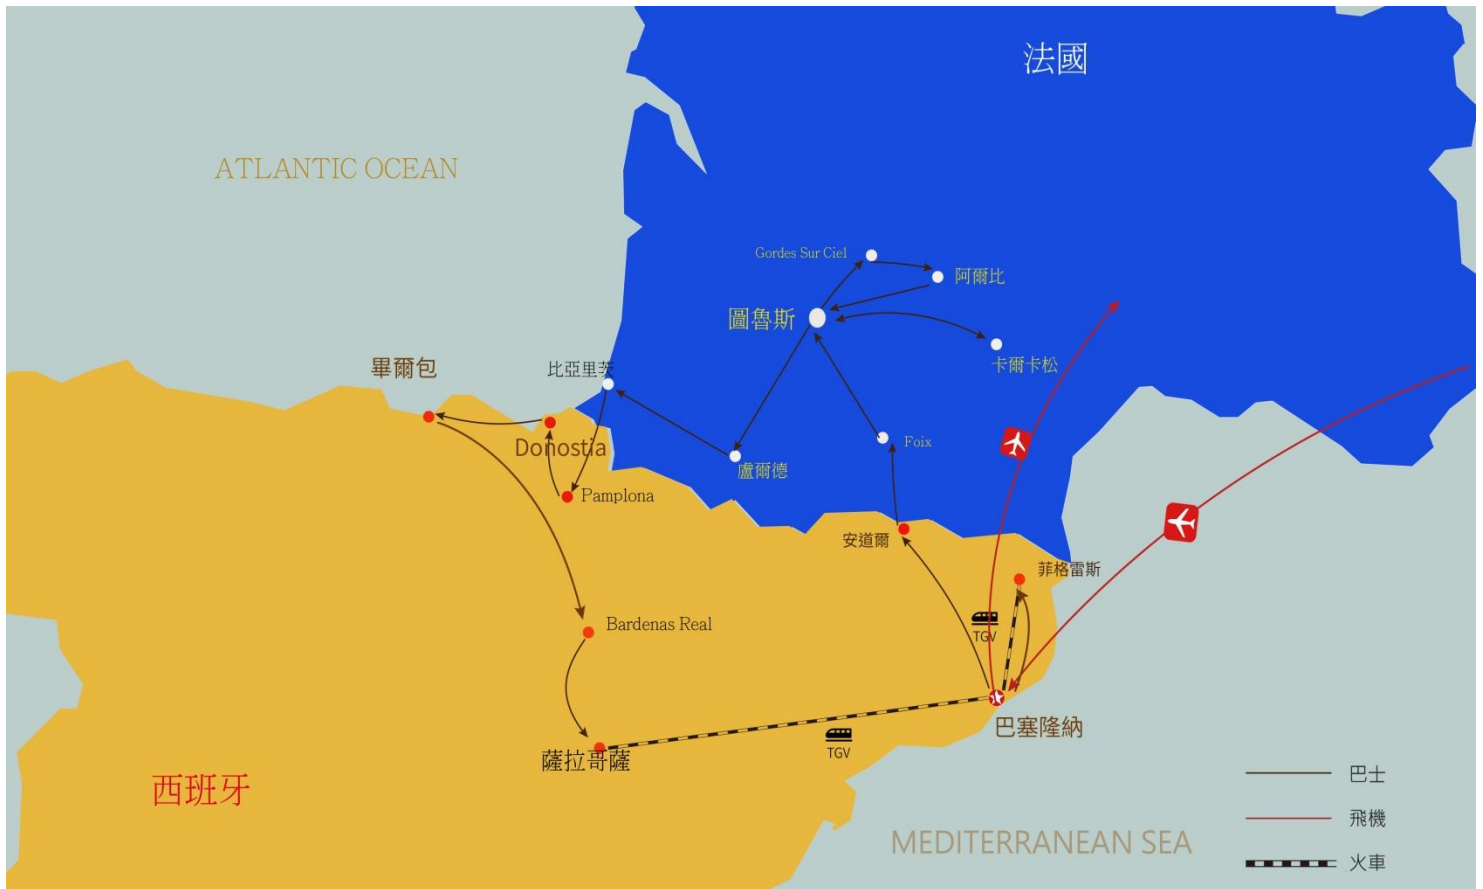 法國
ATLANTIC OCEAN
Gordes Sur Ciel
阿爾比
圖魯斯
卡爾卡松
畢爾包
比亞里茨
Donostia
Foix
盧爾德
Pamplona
安道爾
菲格雷斯
Bardenas Real
TGV
巴塞隆納
薩拉哥薩
TGV
西班牙
巴士
飛機
MEDITERRANEAN SEA
火車